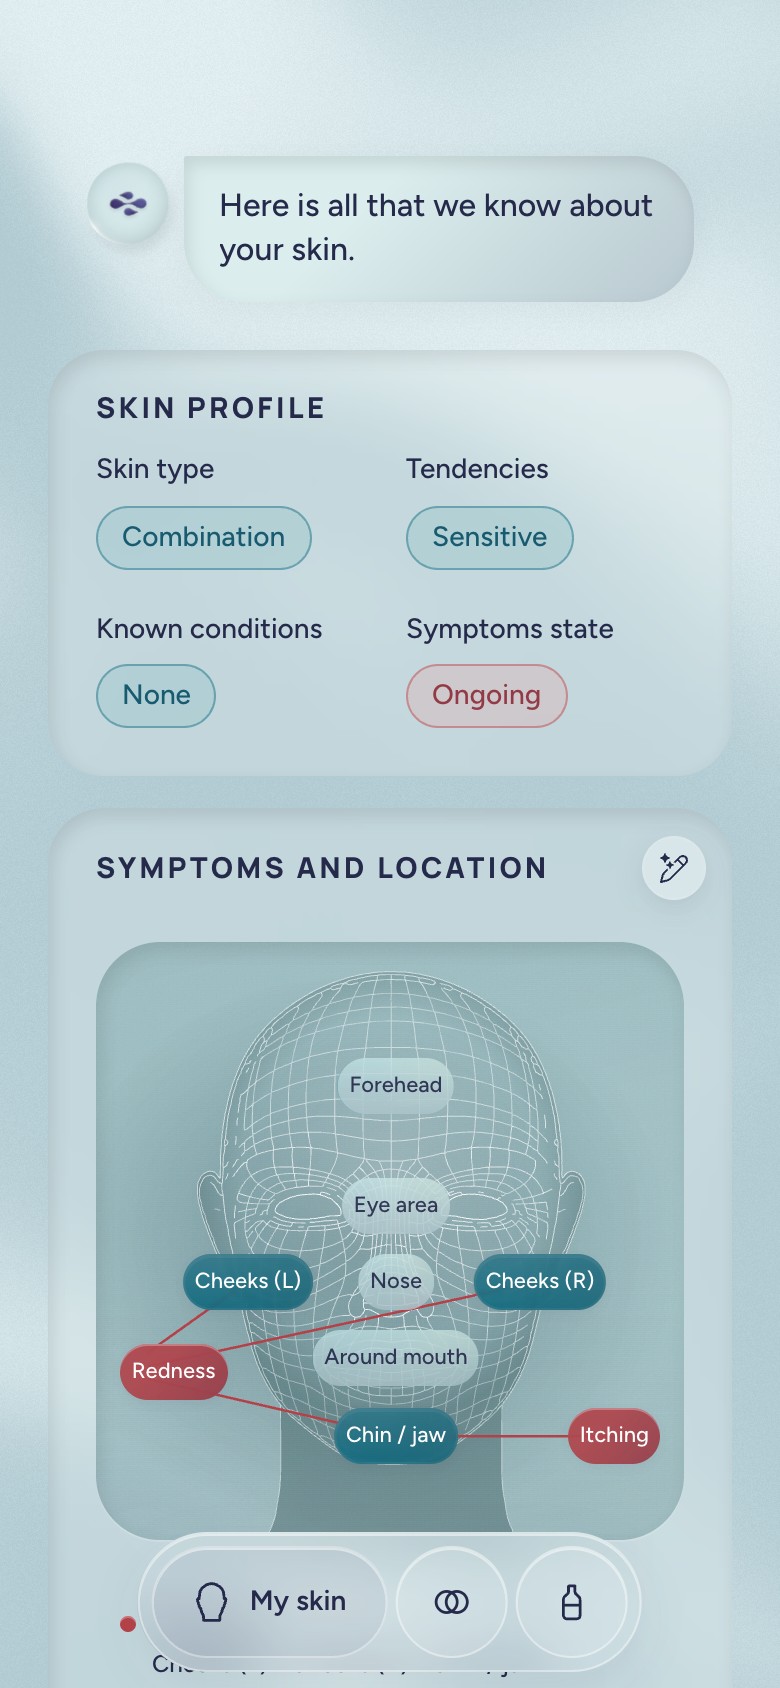 Here is all that we know about
your skin.
SKIN PROFILE
Skin type
Tendencies
Combination
Sensitive
Known conditions
Symptoms state
None
Ongoing
SYMPTOMS AND LOCATION
Forehead
Eye area
Cheeks (L)
Nose
Cheeks (R)
Around mouth
Redness
Chin / jaw
Itching
My skin